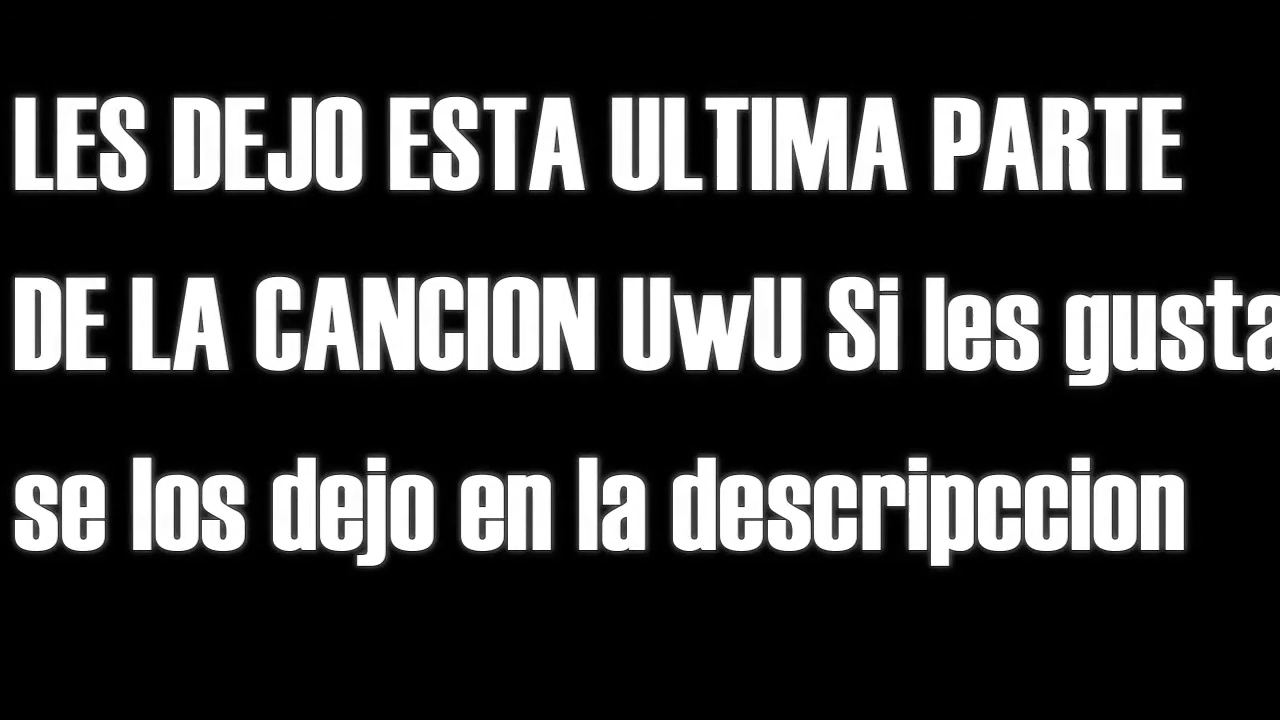 LES DEJO ESTA ULTIMA PARTE
DE LA CANCION UwU Si les gusta
se los dejo en la descripccion